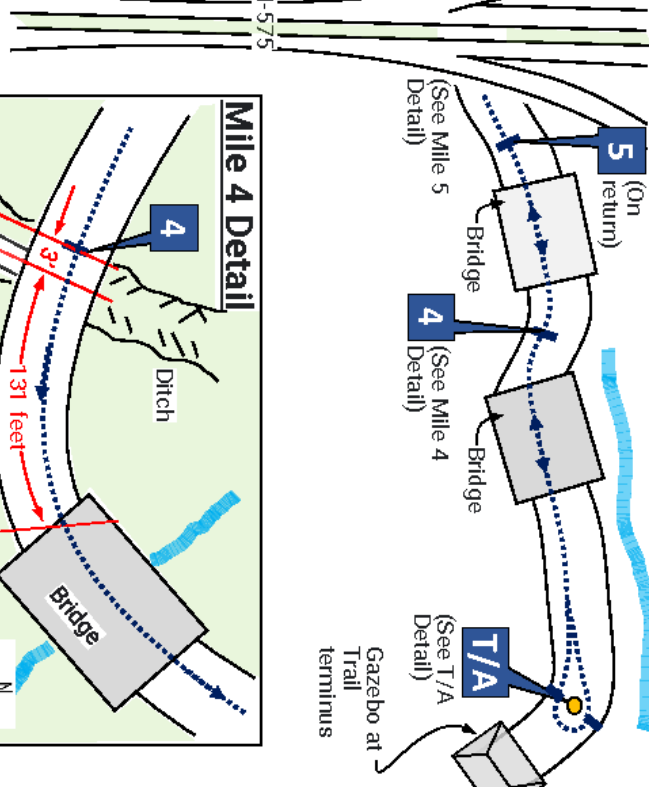 I-575
5
(On
return)
(See Mile 5
Detail)
Bridge
4
(See Mile 4
Detail)
Bridge
T/A
(See T/A
Detail)
Gazebo at
Trail
terminus
Mile 4 Detail
4
3'
131 feet
Ditch
Bridge
N